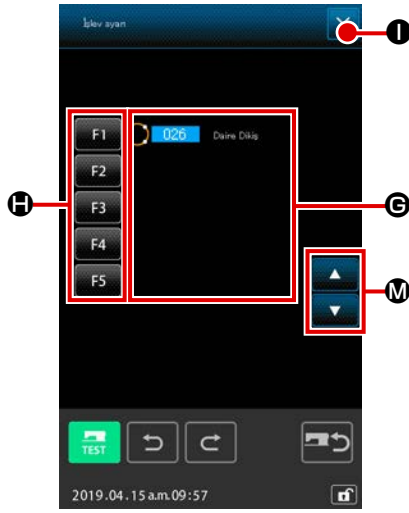 İşlev ayarı
I
F1
026 Daire Dikiş
F2
H
F3
G
F4
F5
M
TEST
2019.04.15 a.m.09:57